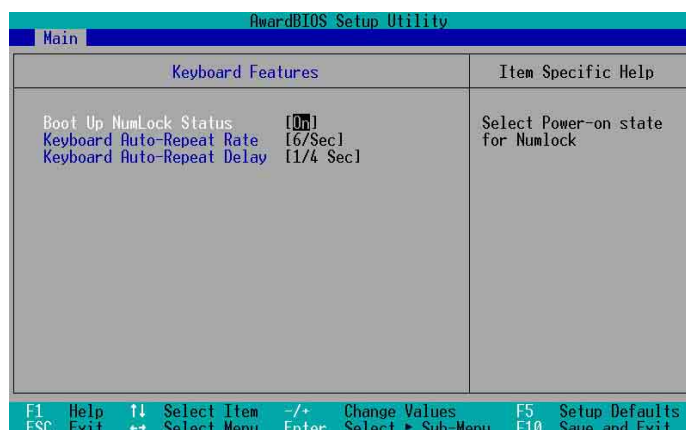 AwardBIOS Setup Utility
Main
Keyboard Features
Item Specific Help
Boot Up NumLock Status [On]
Keyboard Auto-Repeat Rate [6/Sec]
Keyboard Auto-Repeat Delay [1/4 Sec]
Select Power-on state
for Numlock
F1 Help ↑↓ Select Item -/+ Change Values F5 Setup Defaults
ESC Exit ←→ Select Menu Enter Select ► Sub-Menu F10 Save and Exit